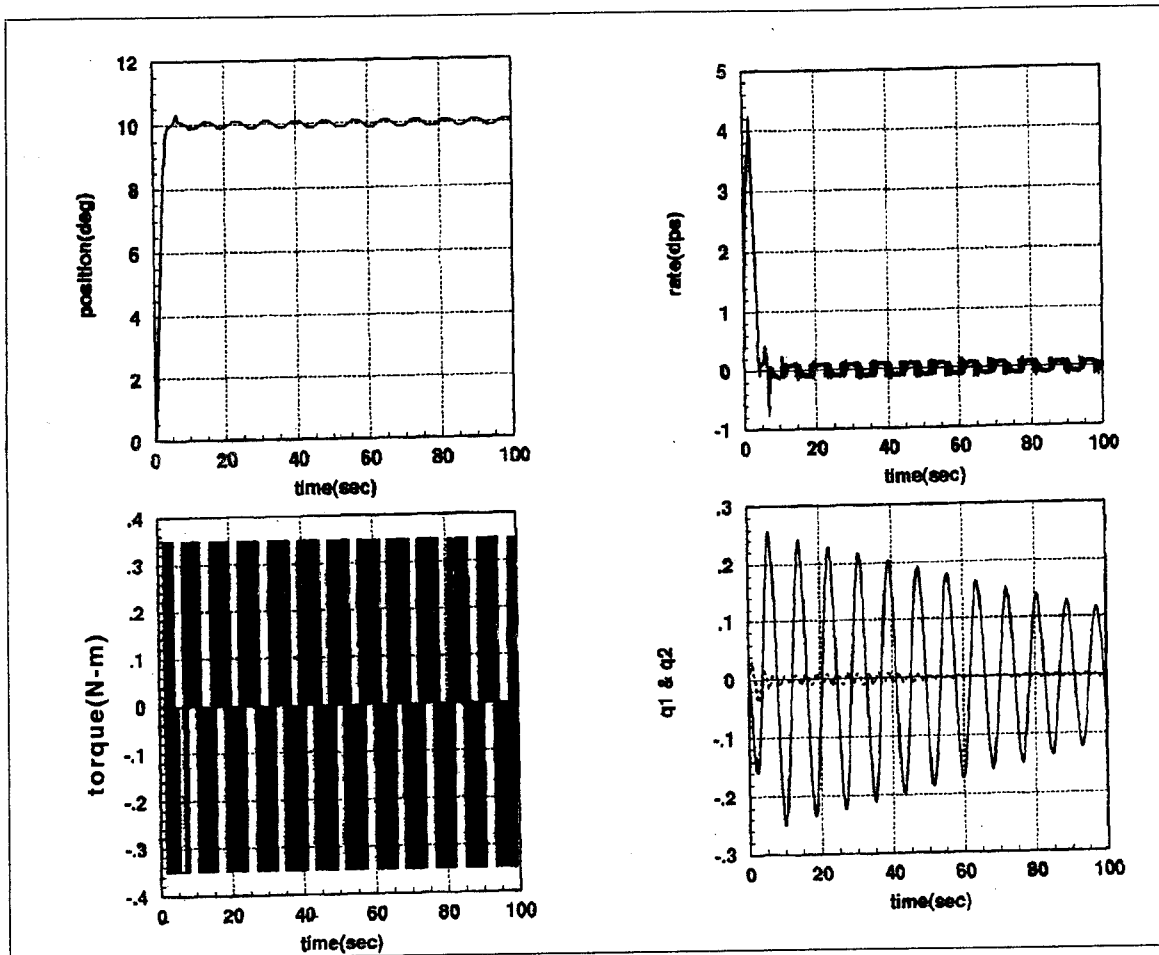 12
10
8
6
4
2
0
position(deg)
0 20 40 60 80 100
time(sec)
5
4
3
2
1
0
-1
rate(dps)
0 20 40 60 80 100
time(sec)
.4
.3
.2
.1
0
-.1
-.2
-.3
-.4
torque(N-m)
0 20 40 60 80 100
time(sec)
.3
.2
.1
0
-.1
-.2
-.3
q1 & q2
0 20 40 60 80 100
time(sec)